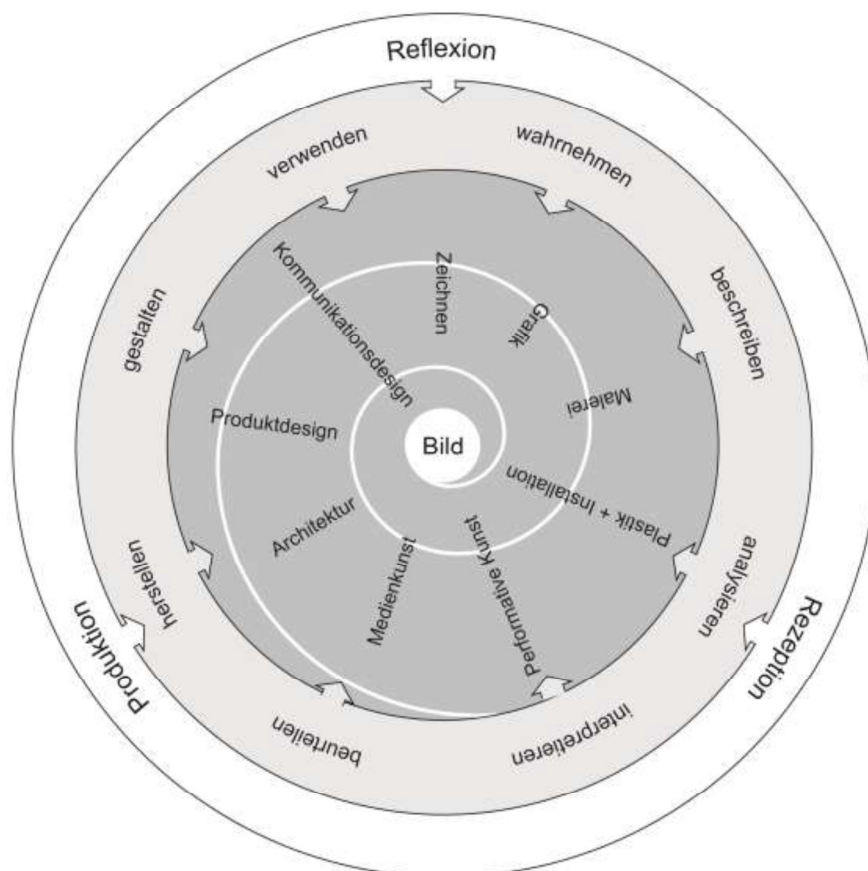 Reflexion
Rezeption
Produktion
wahrnehmen
beschreiben
analysieren
interpretieren
beurteilen
herstellen
gestalten
verwenden
Zeichnen
Grafik
Malerei
Plastik + Installation
Performative Kunst
Medienkunst
Architektur
Produktdesign
Kommunikationsdesign
Bild